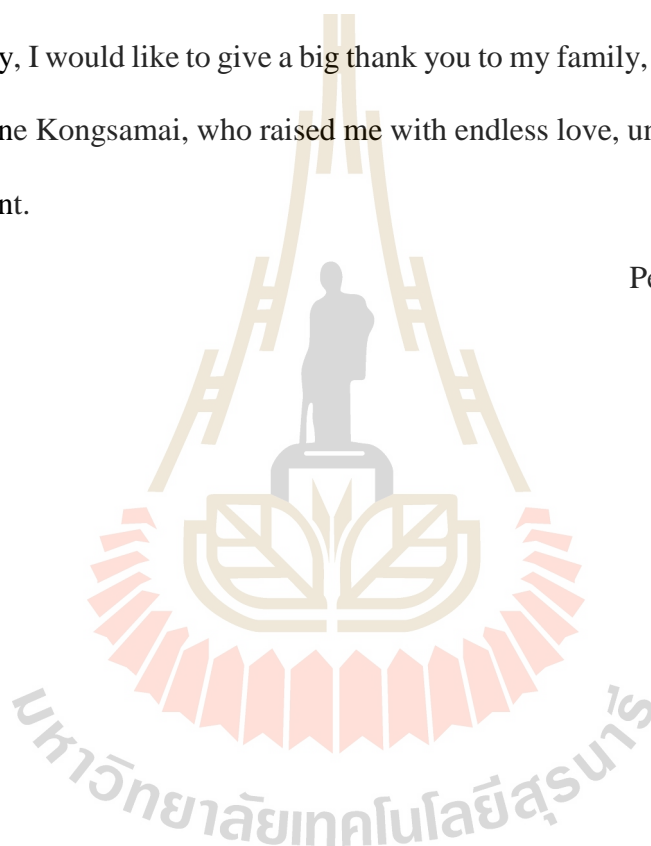 y, I would like to give a big thank you to my family,
ne Kongsamai, who raised me with endless love, un
nt.
Pe
มหาวิทยาลัยเทคโนโลยีสุรนารี